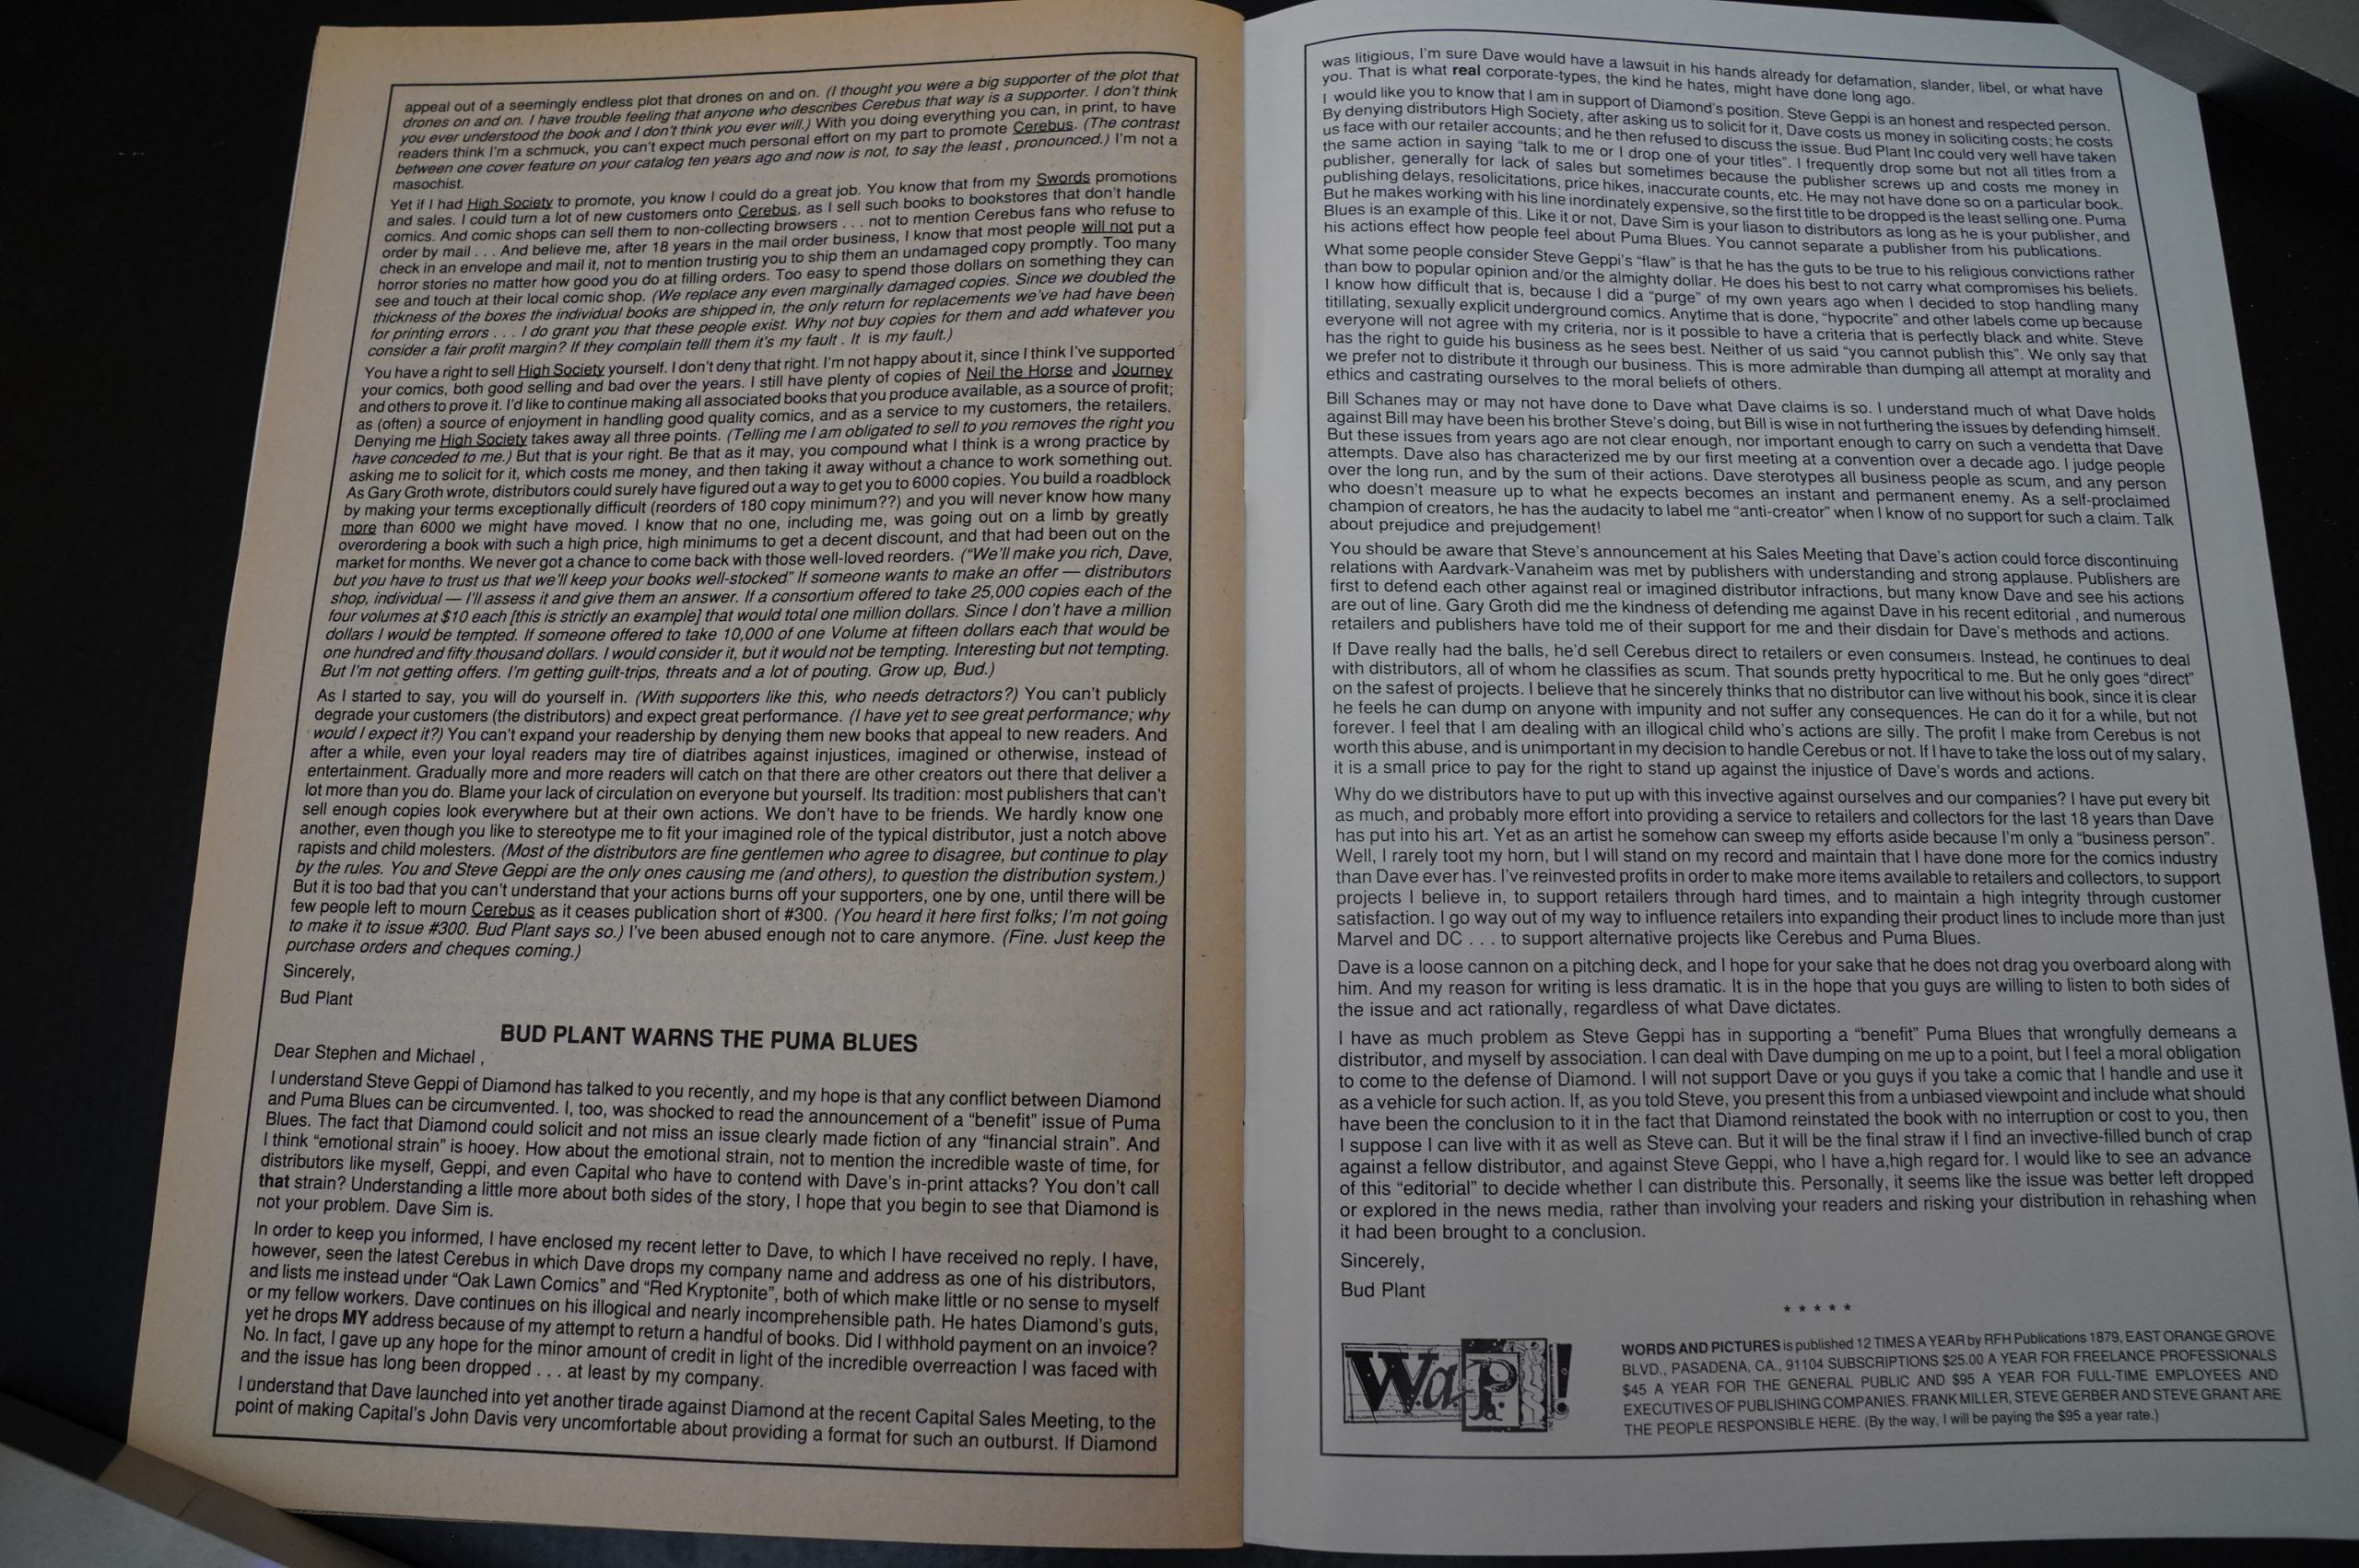 appeal out of a seemingly endless plot that drones on and on. (I thought you were a big supporter of the plot that
drones on and on. I have trouble feeling that anyone who describes Cerebus that way is a supporter. I don't think
you ever understood the book and I don't think you ever will.) With you doing everything you can, in print, to have
readers think I'm a schmuck, you can't expect much personal effort on my part to promote Cerebus. (The contrast
between one cover feature on your catalog ten years ago and now is not, to say the least , pronounced.) I'm not a
masochist.
Yet if I had High Society to promote, you know I could do a great job. You know that from my Swords promotions
and sales. I could turn a lot of new customers onto Cerebus, as I sell such books to bookstores that don't handle
comics. And comic shops can sell them to non-collecting browsers . . . not to mention Cerebus fans who refuse to
order by mail . . . And believe me, after 18 years in the mail order business, I know that most people will not put a
check in an envelope and mail it, not to mention trusting you to ship them an undamaged copy promptly. Too many
horror stories no matter how good you do at filling orders. Too easy to spend those dollars on something they can
see and touch at their local comic shop. (We replace any even marginally damaged copies. Since we doubled the
thickness of the boxes the individual books are shipped in, the only return for replacements we've had have been
for printing errors . . . I do grant you that these people exist. Why not buy copies for them and add whatever you
consider a fair profit margin? If they complain telll them it's my fault . It is my fault.)
You have a right to sell High Society yourself. I don't deny that right. I'm not happy about it, since I think I've supported
your comics, both good selling and bad over the years. I still have plenty of copies of Neil the Horse and Journey
and others to prove it. I'd like to continue making all associated books that you produce available, as a source of profit;
as (often) a source of enjoyment in handling good quality comics, and as a service to my customers, the retailers.
Denying me High Society takes away all three points. (Telling me I am obligated to sell to you removes the right you
have conceded to me.) But that is your right. Be that as it may, you compound what I think is a wrong practice by
asking me to solicit for it, which costs me money, and then taking it away without a chance to work something out.
As Gary Groth wrote, distributors could surely have figured out a way to get you to 6000 copies. You build a roadblock
by making your terms exceptionally difficult (reorders of 180 copy minimum??) and you will never know how many
more than 6000 we might have moved. I know that no one, including me, was going out on a limb by greatly
overordering a book with such a high price, high minimums to get a decent discount, and that had been out on the
market for months. We never got a chance to come back with those well-loved reorders. ("We'll make you rich, Dave,
but you have to trust us that we'll keep your books well-stocked" If someone wants to make an offer — distributors
shop, individual — I'll assess it and give them an answer. If a consortium offered to take 25,000 copies each of the
four volumes at $10 each [this is strictly an example] that would total one million dollars. Since I don't have a million
dollars I would be tempted. If someone offered to take 10,000 of one Volume at fifteen dollars each that would be
one hundred and fifty thousand dollars. I would consider it, but it would not be tempting. Interesting but not tempting.
But I'm not getting offers. I'm getting guilt-trips, threats and a lot of pouting. Grow up, Bud.)
As I started to say, you will do yourself in. (With supporters like this, who needs detractors?) You can't publicly
degrade your customers (the distributors) and expect great performance. (I have yet to see great performance; why
would I expect it?) You can't expand your readership by denying them new books that appeal to new readers. And
after a while, even your loyal readers may tire of diatribes against injustices, imagined or otherwise, instead of
entertainment. Gradually more and more readers will catch on that there are other creators out there that deliver a
lot more than you do. Blame your lack of circulation on everyone but yourself. Its tradition: most publishers that can't
sell enough copies look everywhere but at their own actions. We don't have to be friends. We hardly know one
another, even though you like to stereotype me to fit your imagined role of the typical distributor, just a notch above
rapists and child molesters. (Most of the distributors are fine gentlemen who agree to disagree, but continue to play
by the rules. You and Steve Geppi are the only ones causing me (and others), to question the distribution system.)
But it is too bad that you can't understand that your actions burns off your supporters, one by one, until there will be
few people left to mourn Cerebus as it ceases publication short of #300. (You heard it here first folks; I'm not going
to make it to issue #300. Bud Plant says so.) I've been abused enough not to care anymore. (Fine. Just keep the
purchase orders and cheques coming.)
Sincerely,
Bud Plant
BUD PLANT WARNS THE PUMA BLUES
Dear Stephen and Michael ,
I understand Steve Geppi of Diamond has talked to you recently, and my hope is that any conflict between Diamond
and Puma Blues can be circumvented. I, too, was shocked to read the announcement of a "benefit" issue of Puma
Blues. The fact that Diamond could solicit and not miss an issue clearly made fiction of any "financial strain". And
I think "emotional strain" is hooey. How about the emotional strain, not to mention the incredible waste of time, for
distributors like myself, Geppi, and even Capital who have to contend with Dave's in-print attacks? You don't call
that strain? Understanding a little more about both sides of the story, I hope that you begin to see that Diamond is
not your problem. Dave Sim is.
In order to keep you informed, I have enclosed my recent letter to Dave, to which I have received no reply. I have,
however, seen the latest Cerebus in which Dave drops my company name and address as one of his distributors,
and lists me instead under "Oak Lawn Comics" and "Red Kryptonite", both of which make little or no sense to myself
or my fellow workers. Dave continues on his illogical and nearly incomprehensible path. He hates Diamond's guts,
yet he drops MY address because of my attempt to return a handful of books. Did I withhold payment on an invoice?
No. In fact, I gave up any hope for the minor amount of credit in light of the incredible overreaction I was faced with
and the issue has long been dropped . . . at least by my company.
I understand that Dave launched into yet another tirade against Diamond at the recent Capital Sales Meeting, to the
point of making Capital's John Davis very uncomfortable about providing a format for such an outburst. If Diamond
was litigious, I'm sure Dave would have a lawsuit in his hands already for defamation, slander, libel, or what have
you. That is what real corporate-types, the kind he hates, might have done long ago.
I would like you to know that I am in support of Diamond's position. Steve Geppi is an honest and respected person.
By denying distributors High Society, after asking us to solicit for it, Dave costs us money in soliciting costs; he costs
us face with our retailer accounts; and he then refused to discuss the issue. Bud Plant Inc could very well have taken
the same action in saying "talk to me or I drop one of your titles". I frequently drop some but not all titles from a
publisher, generally for lack of sales but sometimes because the publisher screws up and costs me money in
publishing delays, resolicitations, price hikes, inaccurate counts, etc. He may not have done so on a particular book.
But he makes working with his line inordinately expensive, so the first title to be dropped is the least selling one. Puma
Blues is an example of this. Like it or not, Dave Sim is your liason to distributors as long as he is your publisher, and
his actions effect how people feel about Puma Blues. You cannot separate a publisher from his publications.
What some people consider Steve Geppi's "flaw" is that he has the guts to be true to his religious convictions rather
than bow to popular opinion and/or the almighty dollar. He does his best to not carry what compromises his beliefs.
I know how difficult that is, because I did a "purge" of my own years ago when I decided to stop handling many
titillating, sexually explicit underground comics. Anytime that is done, "hypocrite" and other labels come up because
everyone will not agree with my criteria, nor is it possible to have a criteria that is perfectly black and white. Steve
has the right to guide his business as he sees best. Neither of us said "you cannot publish this". We only say that
we prefer not to distribute it through our business. This is more admirable than dumping all attempt at morality and
ethics and castrating ourselves to the moral beliefs of others.
Bill Schanes may or may not have done to Dave what Dave claims is so. I understand much of what Dave holds
against Bill may have been his brother Steve's doing, but Bill is wise in not furthering the issues by defending himself.
But these issues from years ago are not clear enough, nor important enough to carry on such a vendetta that Dave
attempts. Dave also has characterized me by our first meeting at a convention over a decade ago. I judge people
over the long run, and by the sum of their actions. Dave sterotypes all business people as scum, and any person
who doesn't measure up to what he expects becomes an instant and permanent enemy. As a self-proclaimed
champion of creators, he has the audacity to label me "anti-creator" when I know of no support for such a claim. Talk
about prejudice and prejudgement!
You should be aware that Steve's announcement at his Sales Meeting that Dave's action could force discontinuing
relations with Aardvark-Vanaheim was met by publishers with understanding and strong applause. Publishers are
first to defend each other against real or imagined distributor infractions, but many know Dave and see his actions
are out of line. Gary Groth did me the kindness of defending me against Dave in his recent editorial , and numerous
retailers and publishers have told me of their support for me and their disdain for Dave's methods and actions.
If Dave really had the balls, he'd sell Cerebus direct to retailers or even consumers. Instead, he continues to deal
with distributors, all of whom he classifies as scum. That sounds pretty hypocritical to me. But he only goes "direct"
on the safest of projects. I believe that he sincerely thinks that no distributor can live without his book, since it is clear
he feels he can dump on anyone with impunity and not suffer any consequences. He can do it for a while, but not
forever. I feel that I am dealing with an illogical child who's actions are silly. The profit I make from Cerebus is not
worth this abuse, and is unimportant in my decision to handle Cerebus or not. If I have to take the loss out of my salary,
it is a small price to pay for the right to stand up against the injustice of Dave's words and actions.
Why do we distributors have to put up with this invective against ourselves and our companies? I have put every bit
as much, and probably more effort into providing a service to retailers and collectors for the last 18 years than Dave
has put into his art. Yet as an artist he somehow can sweep my efforts aside because I'm only a "business person".
Well, I rarely toot my horn, but I will stand on my record and maintain that I have done more for the comics industry
than Dave ever has. I've reinvested profits in order to make more items available to retailers and collectors, to support
projects I believe in, to support retailers through hard times, and to maintain a high integrity through customer
satisfaction. I go way out of my way to influence retailers into expanding their product lines to include more than just
Marvel and DC . . . to support alternative projects like Cerebus and Puma Blues.
Dave is a loose cannon on a pitching deck, and I hope for your sake that he does not drag you overboard along with
him. And my reason for writing is less dramatic. It is in the hope that you guys are willing to listen to both sides of
the issue and act rationally, regardless of what Dave dictates.
I have as much problem as Steve Geppi has in supporting a "benefit" Puma Blues that wrongfully demeans a
distributor, and myself by association. I can deal with Dave dumping on me up to a point, but I feel a moral obligation
to come to the defense of Diamond. I will not support Dave or you guys if you take a comic that I handle and use it
as a vehicle for such action. If, as you told Steve, you present this from a unbiased viewpoint and include what should
have been the conclusion to it in the fact that Diamond reinstated the book with no interruption or cost to you, then
I suppose I can live with it as well as Steve can. But it will be the final straw if I find an invective-filled bunch of crap
against a fellow distributor, and against Steve Geppi, who I have a,high regard for. I would like to see an advance
of this "editorial" to decide whether I can distribute this. Personally, it seems like the issue was better left dropped
or explored in the news media, rather than involving your readers and risking your distribution in rehashing when
it had been brought to a conclusion.
Sincerely,
Bud Plant
* * * * *
W.a.P.!
WORDS AND PICTURES is published 12 TIMES A YEAR by RFH Publications 1879, EAST ORANGE GROVE
BLVD., PASADENA, CA., 91104 SUBSCRIPTIONS $25.00 A YEAR FOR FREELANCE PROFESSIONALS
$45 A YEAR FOR THE GENERAL PUBLIC AND $95 A YEAR FOR FULL-TIME EMPLOYEES AND
EXECUTIVES OF PUBLISHING COMPANIES. FRANK MILLER, STEVE GERBER AND STEVE GRANT ARE
THE PEOPLE RESPONSIBLE HERE. (By the way, I will be paying the $95 a year rate.)